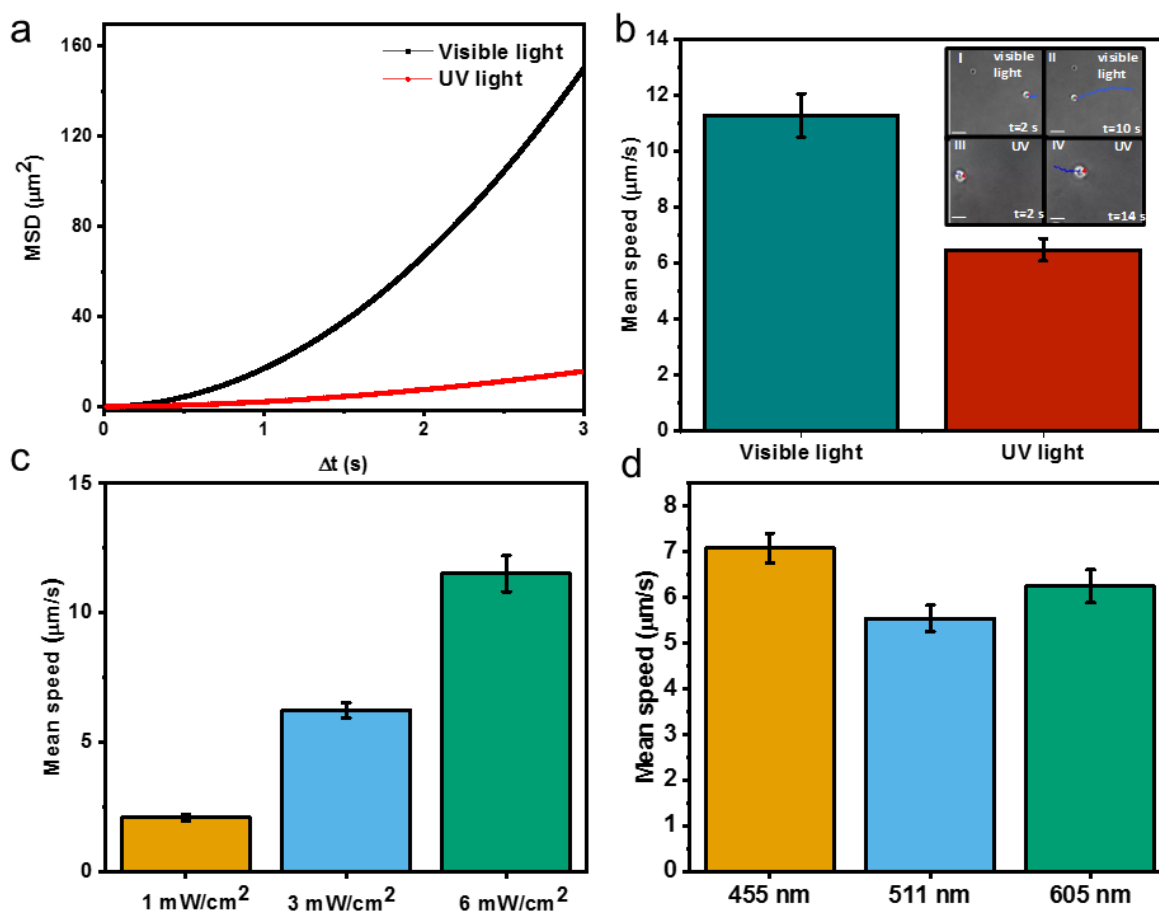 a
160
120
80
40
0
MSD (μm²)
Visible light
UV light
0 1 2 3
Δt (s)
b
14
12
10
8
6
4
2
0
Mean speed (μm/s)
I visible light t=2 s
II visible light t=10 s
III UV t=2 s
IV UV t=14 s
Visible light UV light
c
15
10
5
0
Mean speed (μm/s)
1 mW/cm² 3 mW/cm² 6 mW/cm²
d
8
7
6
5
4
3
2
1
0
Mean speed (μm/s)
455 nm 511 nm 605 nm